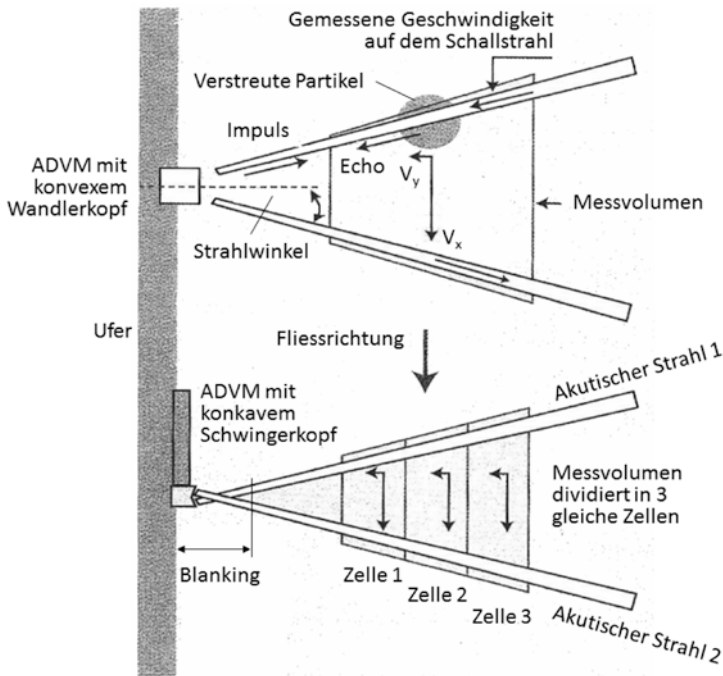 Gemessene Geschwindigkeit
auf dem Schallstrahl
Verstreute Partikel
Impuls
ADVM mit
konvexem
Wandlerkopf
Echo
Vy
Messvolumen
Vx
Strahlwinkel
Ufer
Fliessrichtung
Akutischer Strahl 1
ADVM mit
konkavem
Schwingerkopf
Messvolumen
dividiert in 3
gleiche Zellen
Blanking
Zelle 1
Zelle 2
Zelle 3
Akutischer Strahl 2